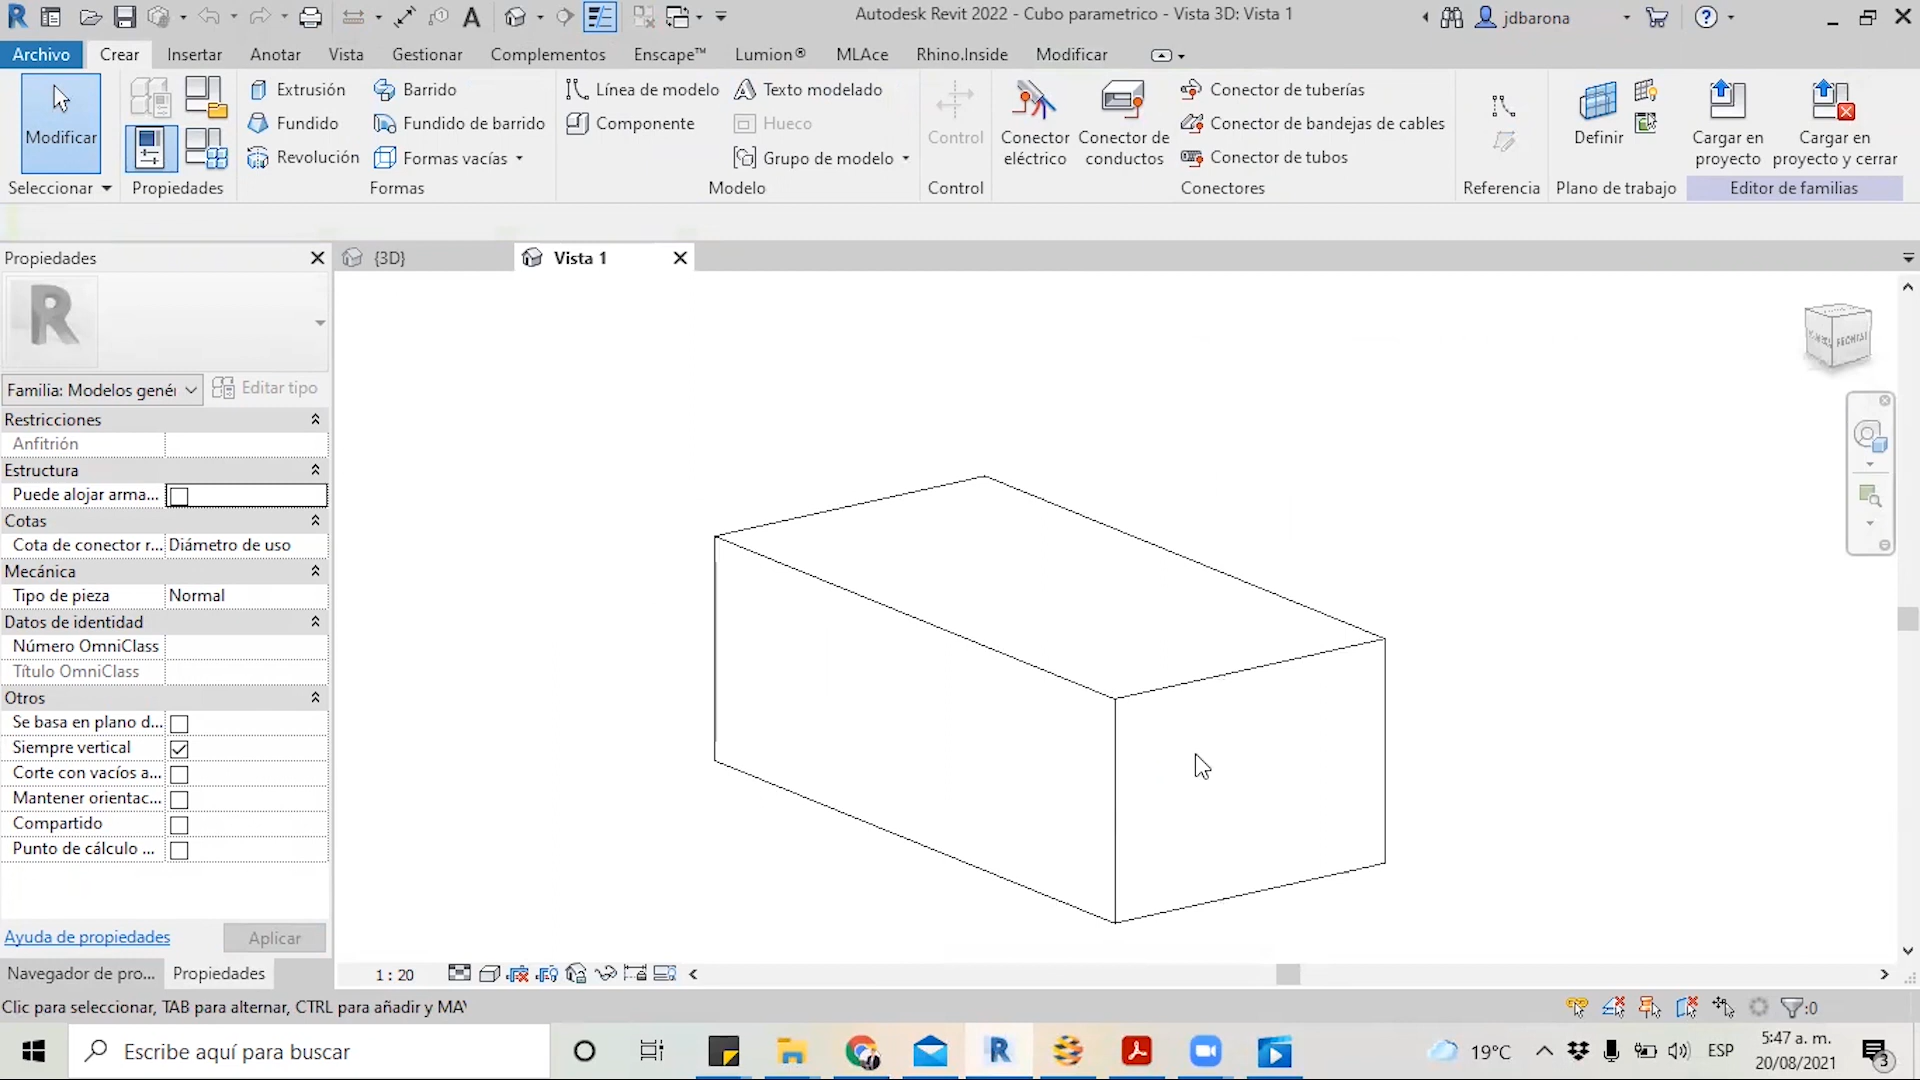 Autodesk Revit 2022 - Cubo parametrico - Vista 3D: Vista 1
jdbarona
Archivo Crear Insertar Anotar Vista Gestionar Complementos Enscape™ Lumion® MLAce Rhino.Inside Modificar
Modificar
Seleccionar
Propiedades
Extrusión
Fundido
Revolución
Barrido
Fundido de barrido
Formas vacías
Formas
Línea de modelo
Componente
Texto modelado
Hueco
Grupo de modelo
Modelo
Control
Control
Conector eléctrico
Conector de conductos
Conector de tuberías
Conector de bandejas de cables
Conector de tubos
Conectores
Referencia
Definir
Plano de trabajo
Cargar en proyecto
Cargar en proyecto y cerrar
Editor de familias
Propiedades
{3D}
Vista 1
FRONTAL
Familia: Modelos genéi
Editar tipo
Restricciones
Anfitrión
Estructura
Puede alojar arma...
Cotas
Cota de conector r... Diámetro de uso
Mecánica
Tipo de pieza Normal
Datos de identidad
Número OmniClass
Título OmniClass
Otros
Se basa en plano d...
Siempre vertical
Corte con vacíos a...
Mantener orientac...
Compartido
Punto de cálculo ...
Ayuda de propiedades
Aplicar
Navegador de pro... Propiedades
1 : 20
Clic para seleccionar, TAB para alternar, CTRL para añadir y MA
:0
Escribe aquí para buscar
19°C
ESP
5:47 a. m.
20/08/2021
3